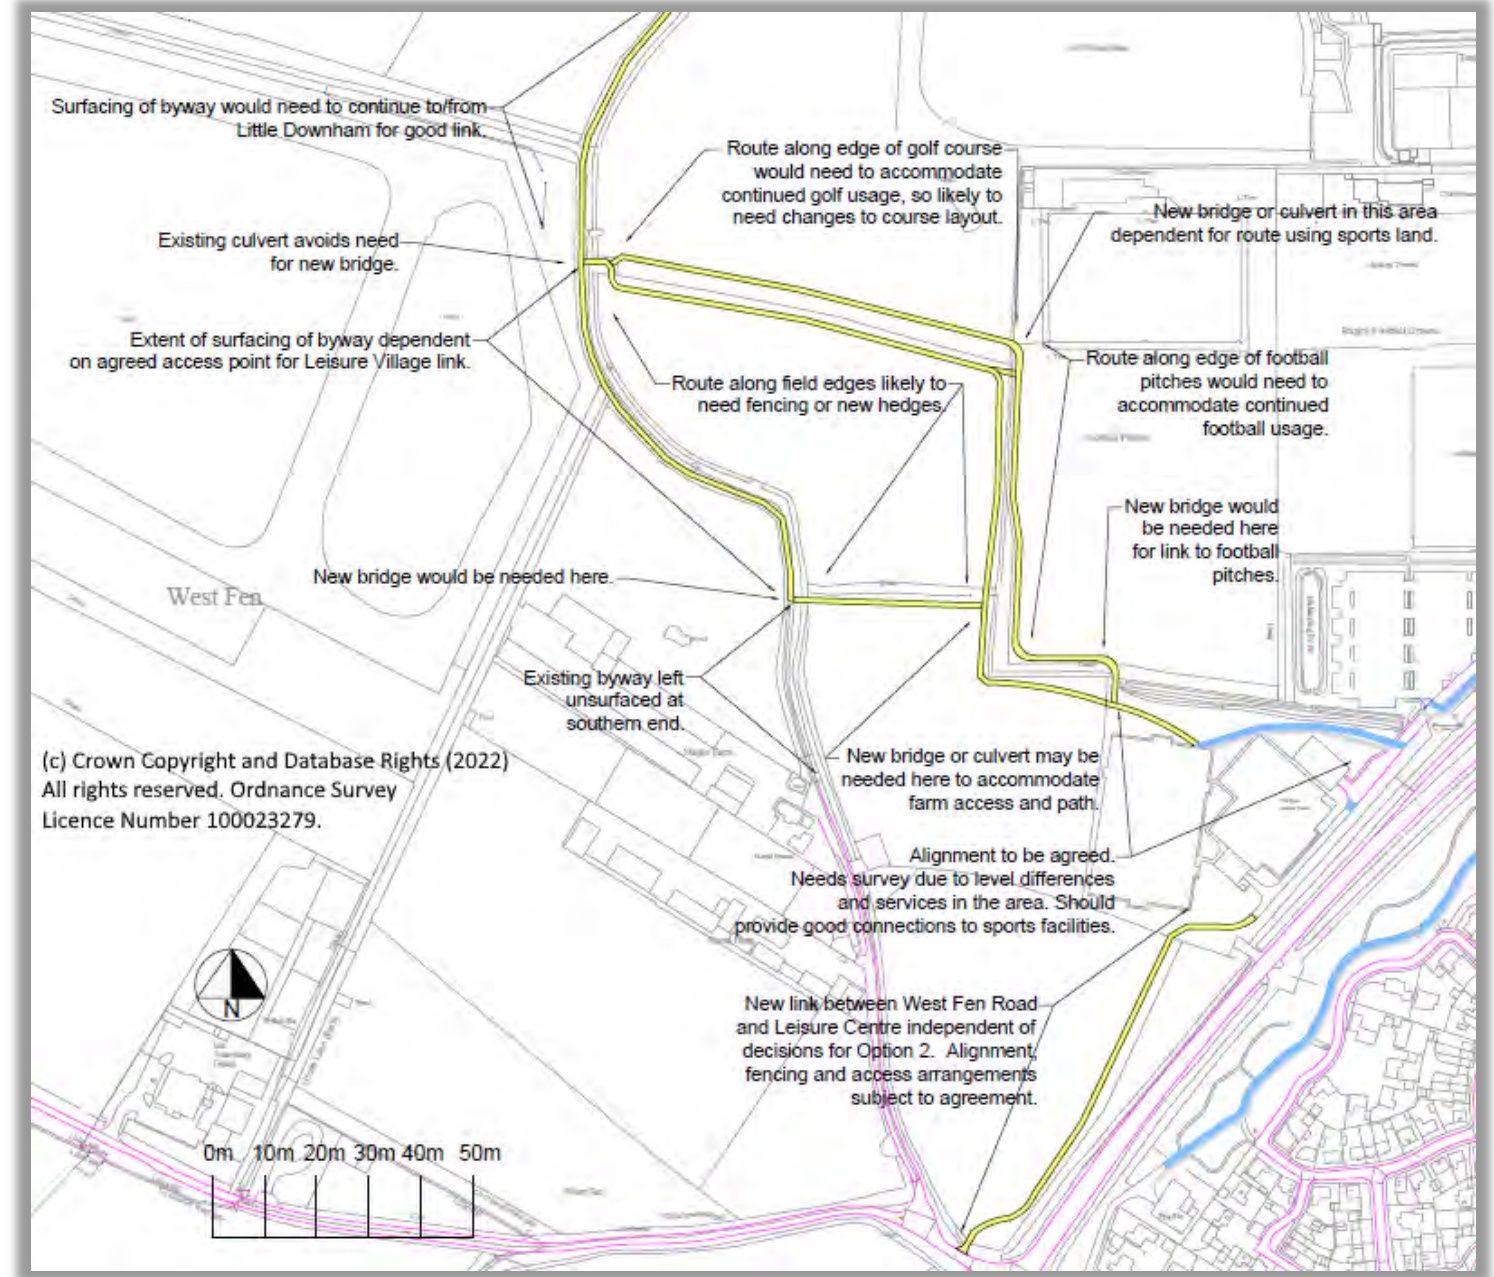 Surfacing of byway would need to continue to/from
Little Downham for good link.
Route along edge of golf course
would need to accommodate
continued golf usage, so likely to
need changes to course layout.
New bridge or culvert in this area
dependent for route using sports land.
Existing culvert avoids need
for new bridge.
Extent of surfacing of byway dependent
on agreed access point for Leisure Village link.
Route along field edges likely to
need fencing or new hedges.
Route along edge of football
pitches would need to
accommodate continued
football usage.
New bridge would
be needed here
for link to football
pitches.
New bridge would be needed here.
West Fen
Existing byway left
unsurfaced at
southern end.
(c) Crown Copyright and Database Rights (2022)
All rights reserved. Ordnance Survey
Licence Number 100023279.
New bridge or culvert may be
needed here to accommodate
farm access and path.
Alignment to be agreed.
Needs survey due to level differences
and services in the area. Should
provide good connections to sports facilities.
N
New link between West Fen Road
and Leisure Centre independent of
decisions for Option 2. Alignment,
fencing and access arrangements
subject to agreement.
0m 10m 20m 30m 40m 50m